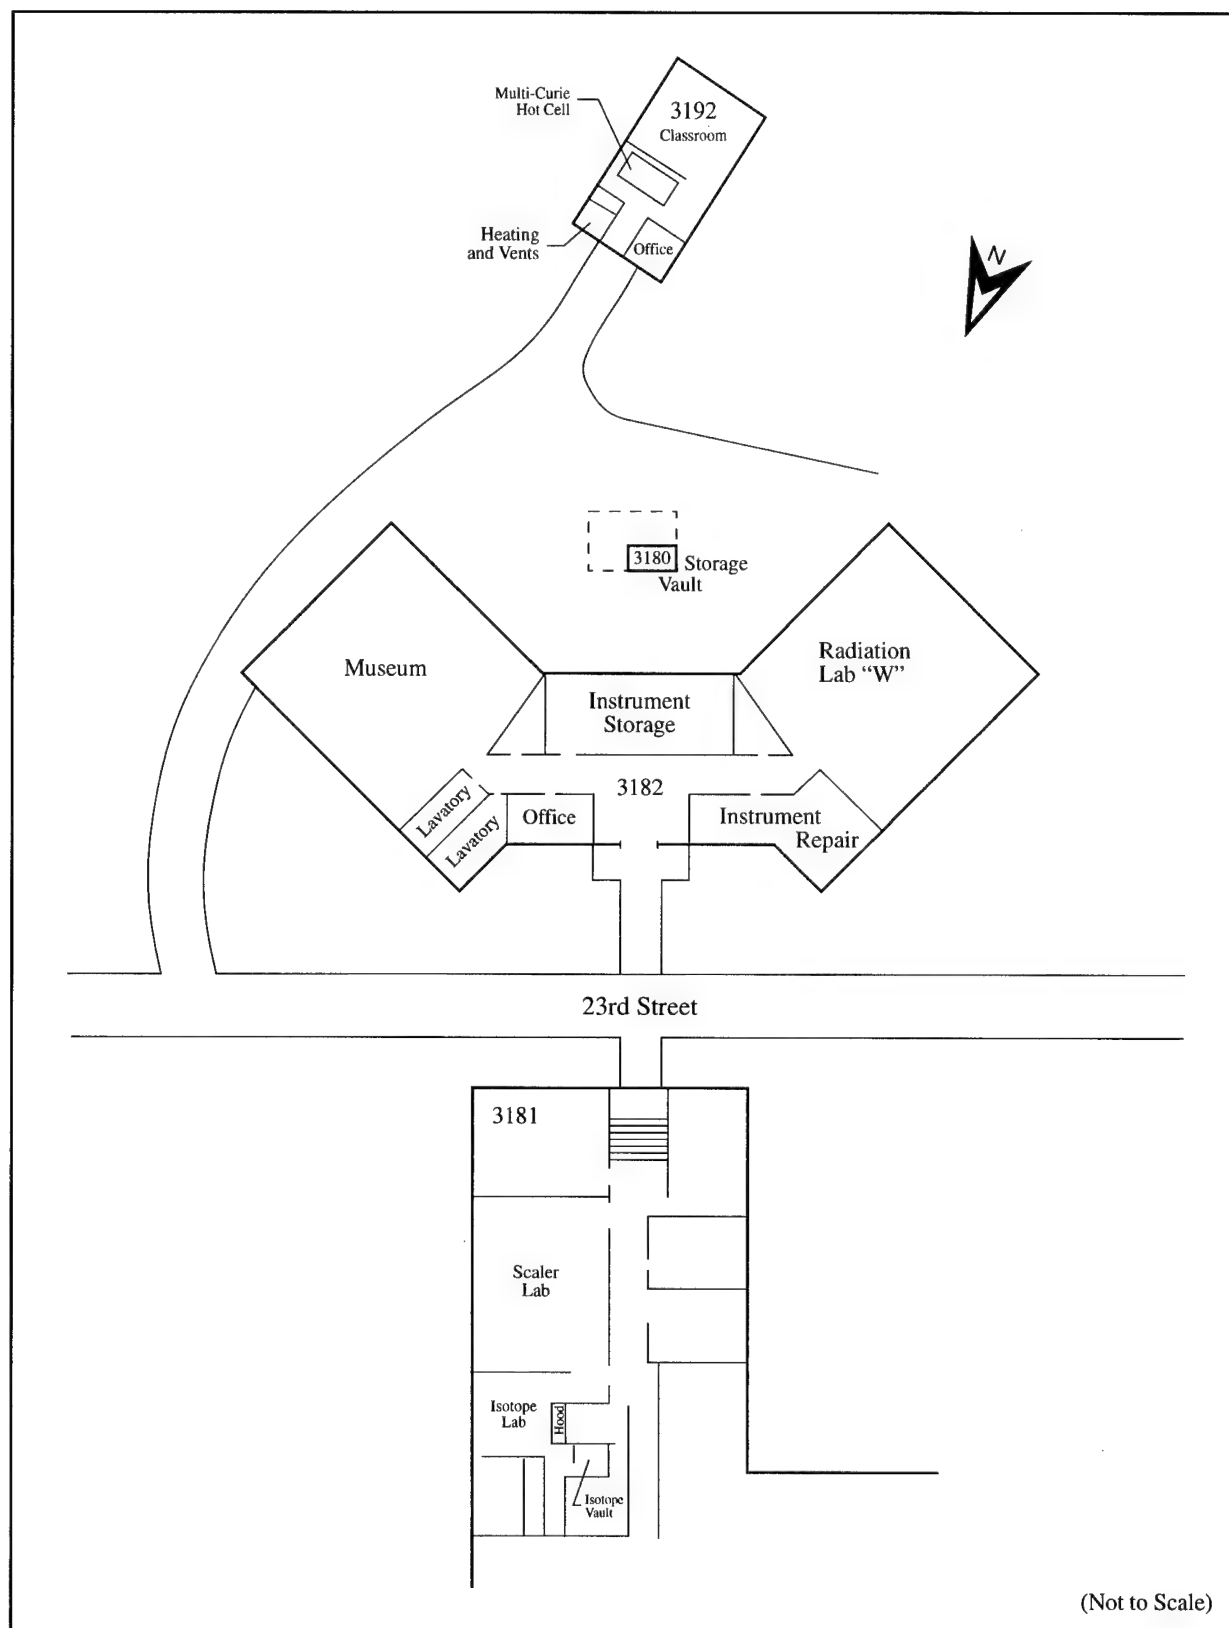 Multi-Curie
Hot Cell
3192
Classroom
Heating
and Vents
Office
N
3180
Storage
Vault
Museum
Radiation
Lab “W”
Instrument
Storage
3182
Lavatory
Lavatory
Office
Instrument
Repair
23rd Street
3181
Scaler
Lab
Isotope
Lab
Hood
Isotope
Vault
(Not to Scale)